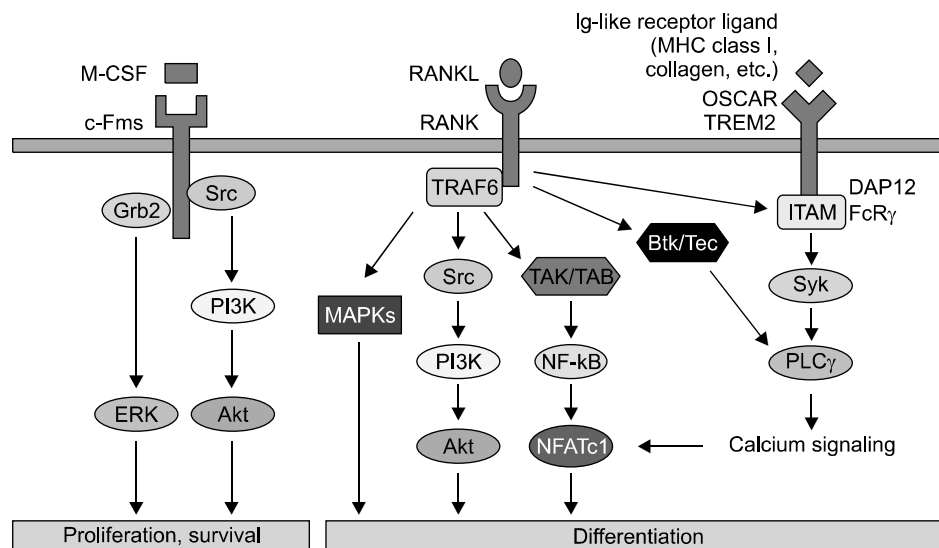 Ig-like receptor ligand
(MHC class I,
collagen, etc.)
M-CSF
RANKL
OSCAR
TREM2
c-Fms
RANK
Src
Grb2
TRAF6
ITAM
DAP12
FcRγ
Btk/Tec
Src
TAK/TAB
Syk
PI3K
MAPKs
PI3K
NF-kB
PLCγ
ERK
Akt
Akt
NFATc1
Calcium signaling
Proliferation, survival
Differentiation